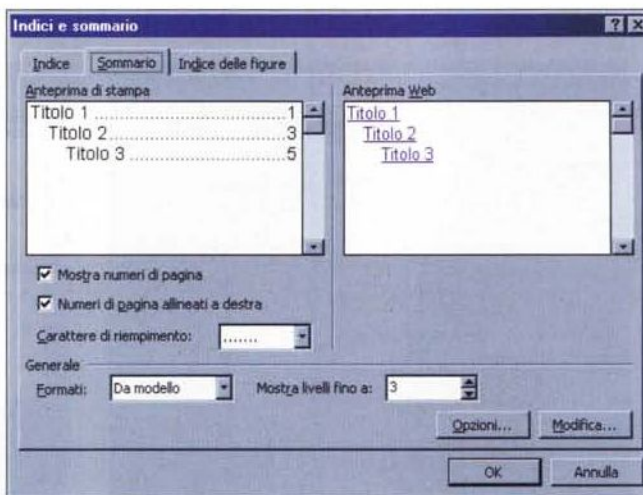 Indici e sommario
Indice Sommario Indice delle figure
Anteprima di stampa
Titolo 1 ........................................ 1
Titolo 2 .................................... 3
Titolo 3 ................................ 5
Anteprima Web
Titolo 1
Titolo 2
Titolo 3
Mostra numeri di pagina
Numeri di pagina allineati a destra
Carattere di riempimento: .......
Generale
Formati: Da modello Mostra livelli fino a: 3
Opzioni... Modifica...
OK Annulla